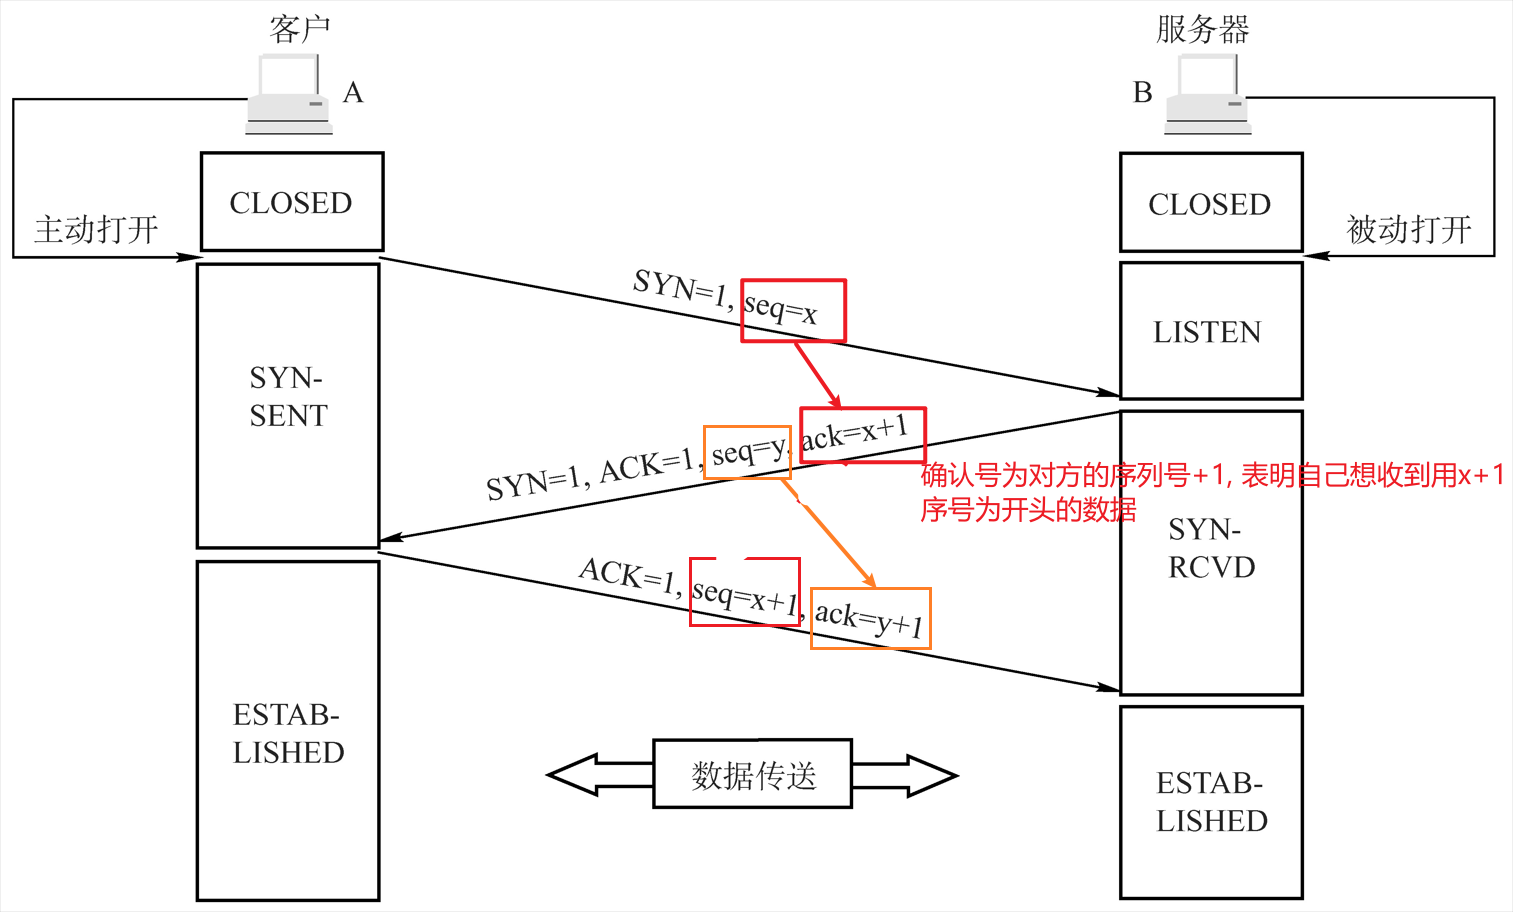 客户
服务器
A
B
CLOSED
CLOSED
主动打开
被动打开
SYN=1, seq=x
LISTEN
SYN-
SENT
SYN=1, ACK=1, seq=y, ack=x+1
确认号为对方的序列号+1, 表明自己想收到用x+1
序号为开头的数据
SYN-
RCVD
ACK=1, seq=x+1, ack=y+1
ESTAB-
LISHED
数据传送
ESTAB-
LISHED